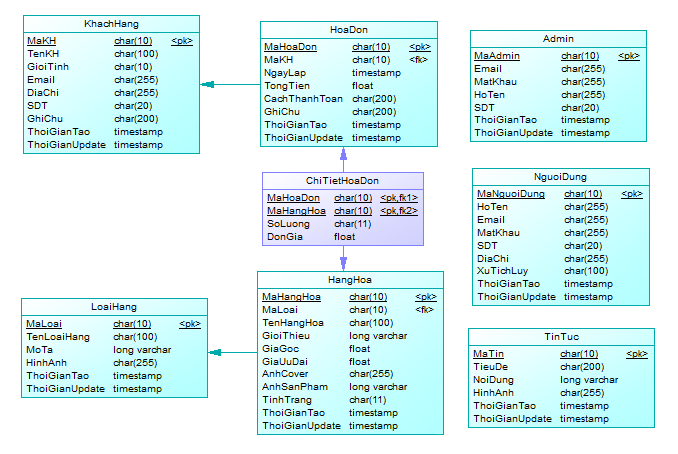 KhachHang
MaKH char(10) <pk>
TenKH char(100)
GioiTinh char(10)
Email char(255)
DiaChi char(255)
SDT char(20)
GhiChu char(200)
ThoiGianTao timestamp
ThoiGianUpdate timestamp
HoaDon
MaHoaDon char(10) <pk>
MaKH char(10) <fk>
NgayLap timestamp
TongTien float
CachThanhToan char(200)
GhiChu char(200)
ThoiGianTao timestamp
ThoiGianUpdate timestamp
Admin
MaAdmin char(10) <pk>
Email char(255)
MatKhau char(255)
HoTen char(255)
SDT char(20)
ThoiGianTao timestamp
ThoiGianUpdate timestamp
ChiTietHoaDon
MaHoaDon char(10) <pk,fk1>
MaHangHoa char(10) <pk,fk2>
SoLuong char(11)
DonGia float
NguoiDung
MaNguoiDung char(10) <pk>
HoTen char(255)
Email char(255)
MatKhau char(255)
SDT char(20)
DiaChi char(255)
XuTichLuy char(100)
ThoiGianTao timestamp
ThoiGianUpdate timestamp
LoaiHang
MaLoai char(10) <pk>
TenLoaiHang char(100)
MoTa long varchar
HinhAnh char(255)
ThoiGianTao timestamp
ThoiGianUpdate timestamp
HangHoa
MaHangHoa char(10) <pk>
MaLoai char(10) <fk>
TenHangHoa char(100)
GioiThieu long varchar
GiaGoc float
GiaUuDai float
AnhCover char(255)
AnhSanPham long varchar
TinhTrang char(11)
ThoiGianTao timestamp
ThoiGianUpdate timestamp
TinTuc
MaTin char(10) <pk>
TieuDe char(200)
NoiDung long varchar
HinhAnh char(255)
ThoiGianTao timestamp
ThoiGianUpdate timestamp